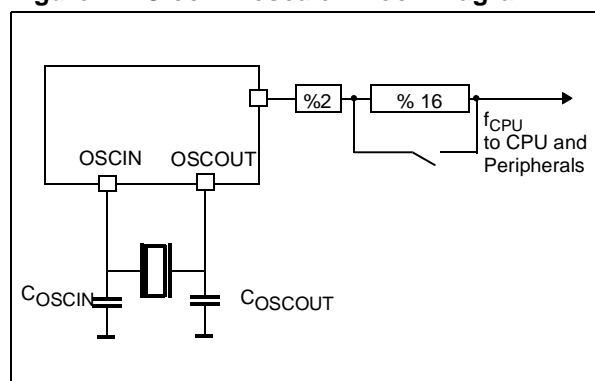 %2
% 16
fCPU
to CPU and
Peripherals
OSCIN
OSCOUT
COSCIN
COSCOUT